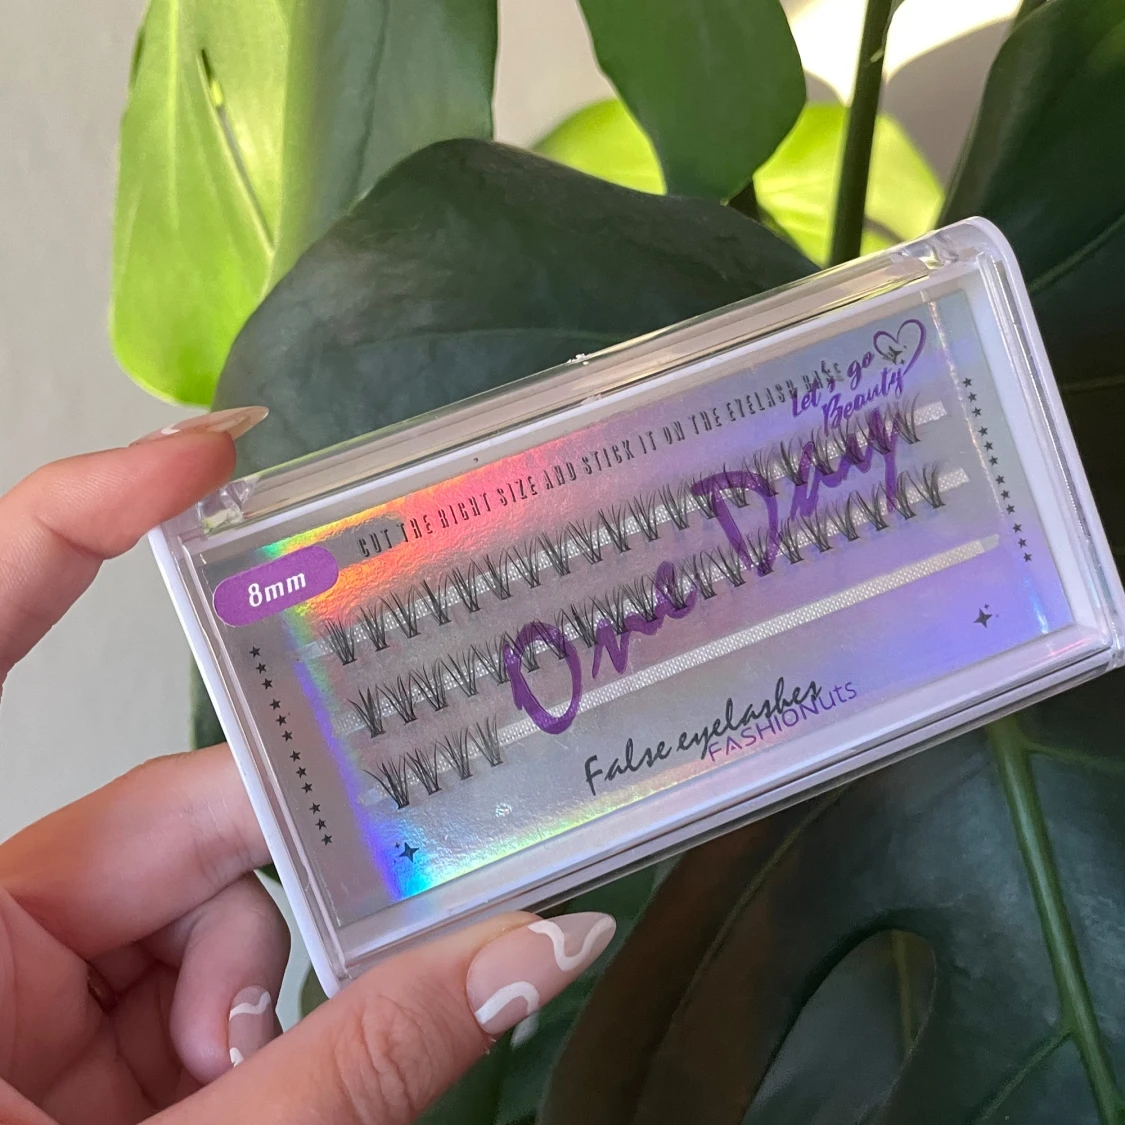 Let's go
Beauty
CUT THE RIGHT SIZE AND STICK IT ON THE EYELASH BASE
8mm
One Day
False eyelashes
FASHIONuts